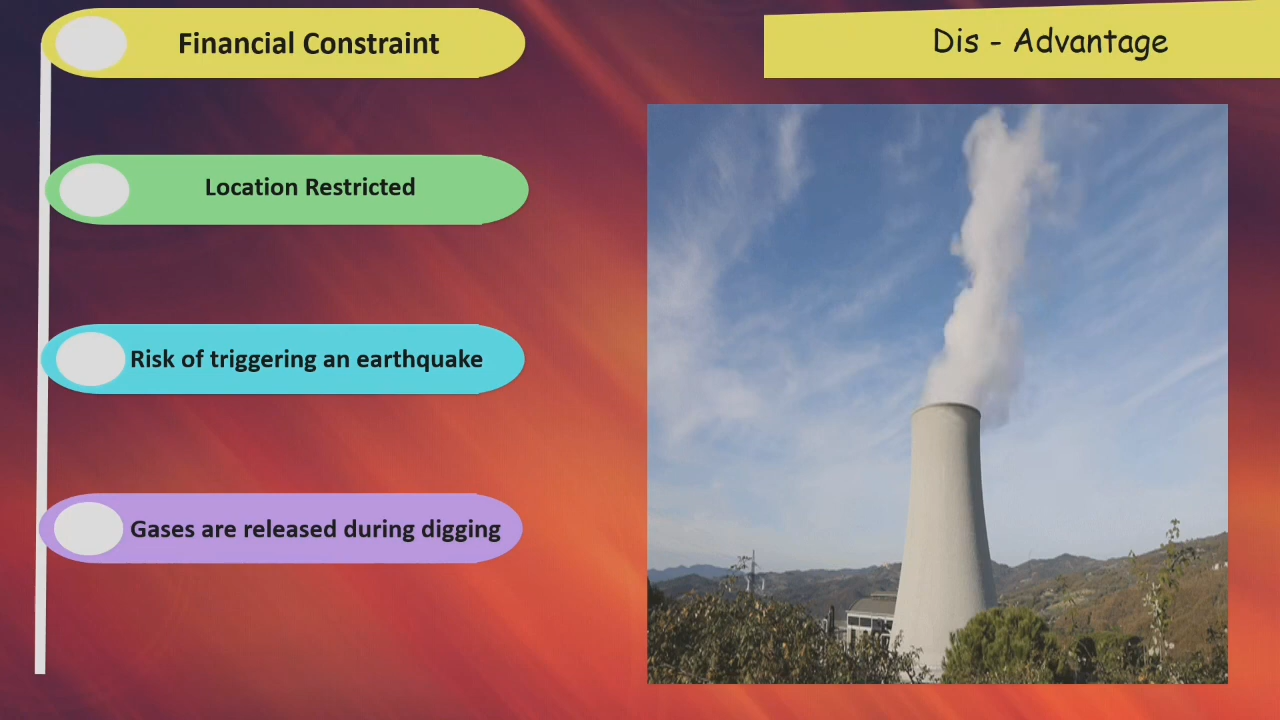 Financial Constraint
Dis - Advantage
Location Restricted
Risk of triggering an earthquake
Gases are released during digging